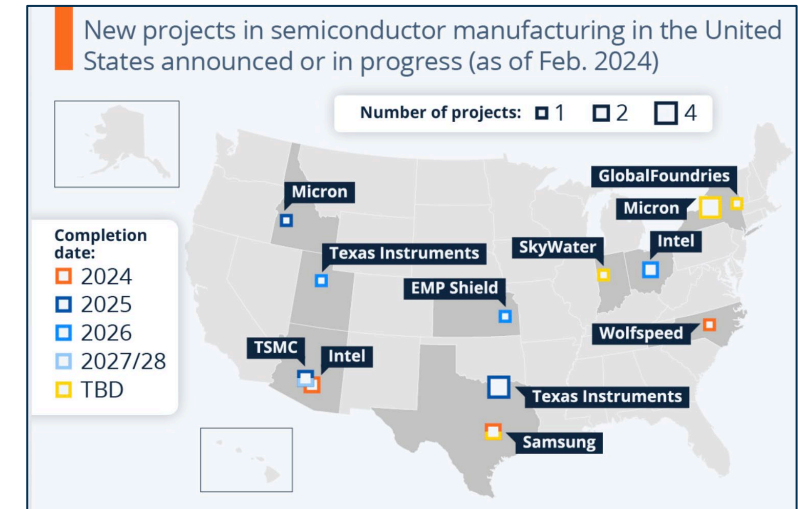 New projects in semiconductor manufacturing in the United
States announced or in progress (as of Feb. 2024)
Number of projects: 1 2 4
GlobalFoundries
Micron
Micron
Completion
date:
2024
2025
2026
2027/28
TBD
Texas Instruments
SkyWater
Intel
EMP Shield
Wolfspeed
TSMC
Intel
Texas Instruments
Samsung